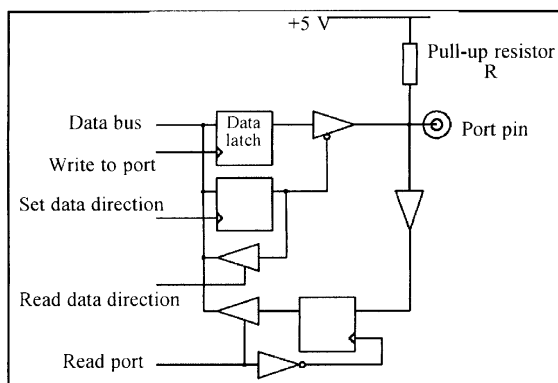 +5 V
Pull-up resistor
R
Data bus
Data
latch
Port pin
Write to port
Set data direction
Read data direction
Read port